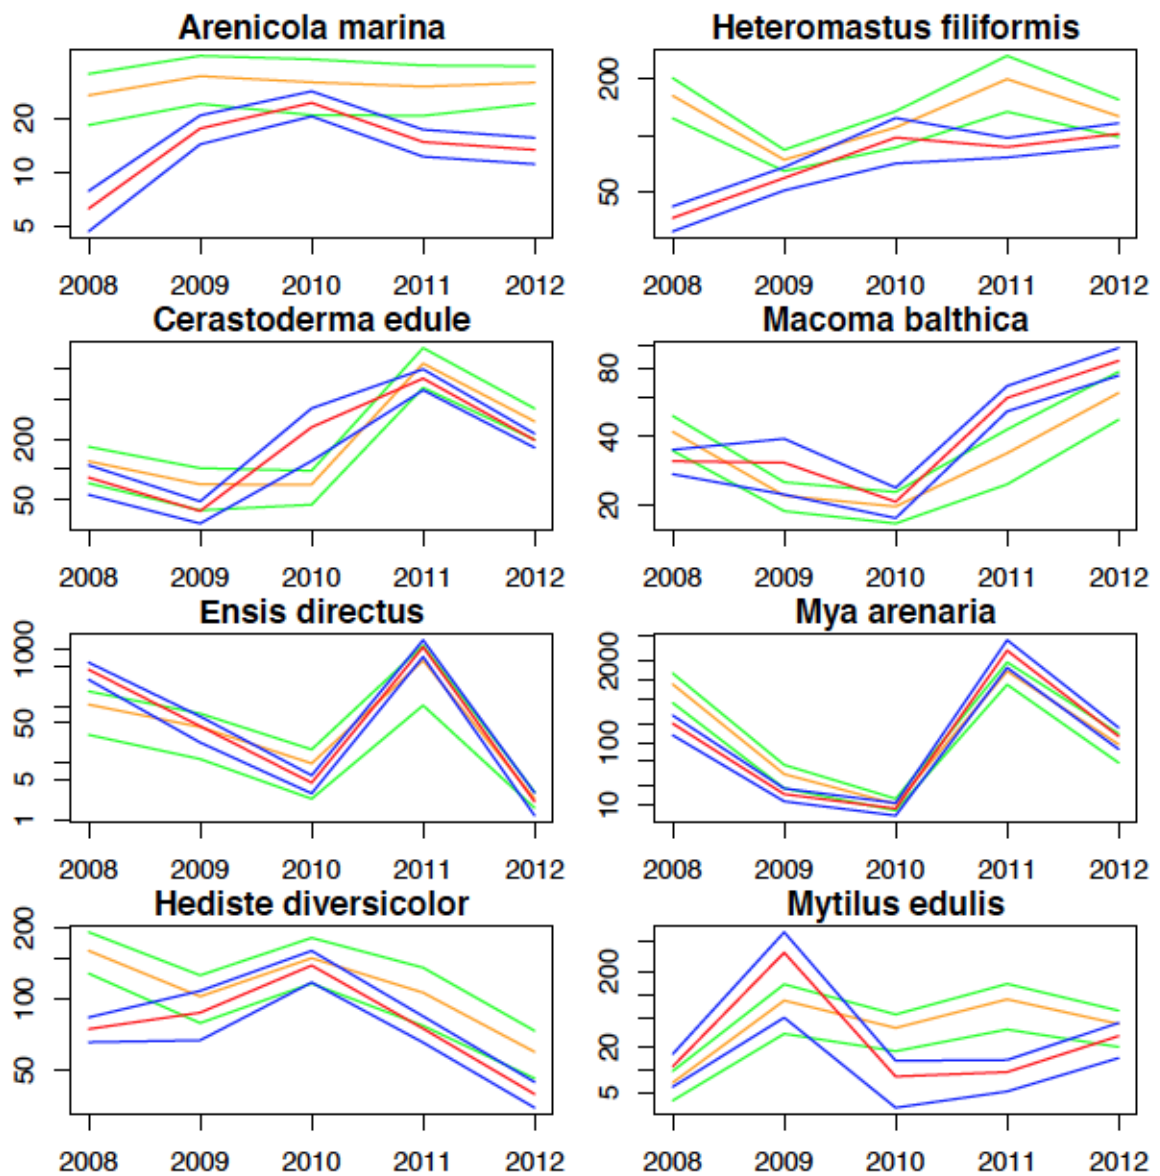 Arenicola marina
20
10
5
2008 2009 2010 2011 2012
Heteromastus filiformis
200
50
2008 2009 2010 2011 2012
Cerastoderma edule
200
50
2008 2009 2010 2011 2012
Macoma balthica
80
40
20
2008 2009 2010 2011 2012
Ensis directus
1000
50
5
1
2008 2009 2010 2011 2012
Mya arenaria
2000
100
10
2008 2009 2010 2011 2012
Hediste diversicolor
200
100
50
2008 2009 2010 2011 2012
Mytilus edulis
200
20
5
2008 2009 2010 2011 2012